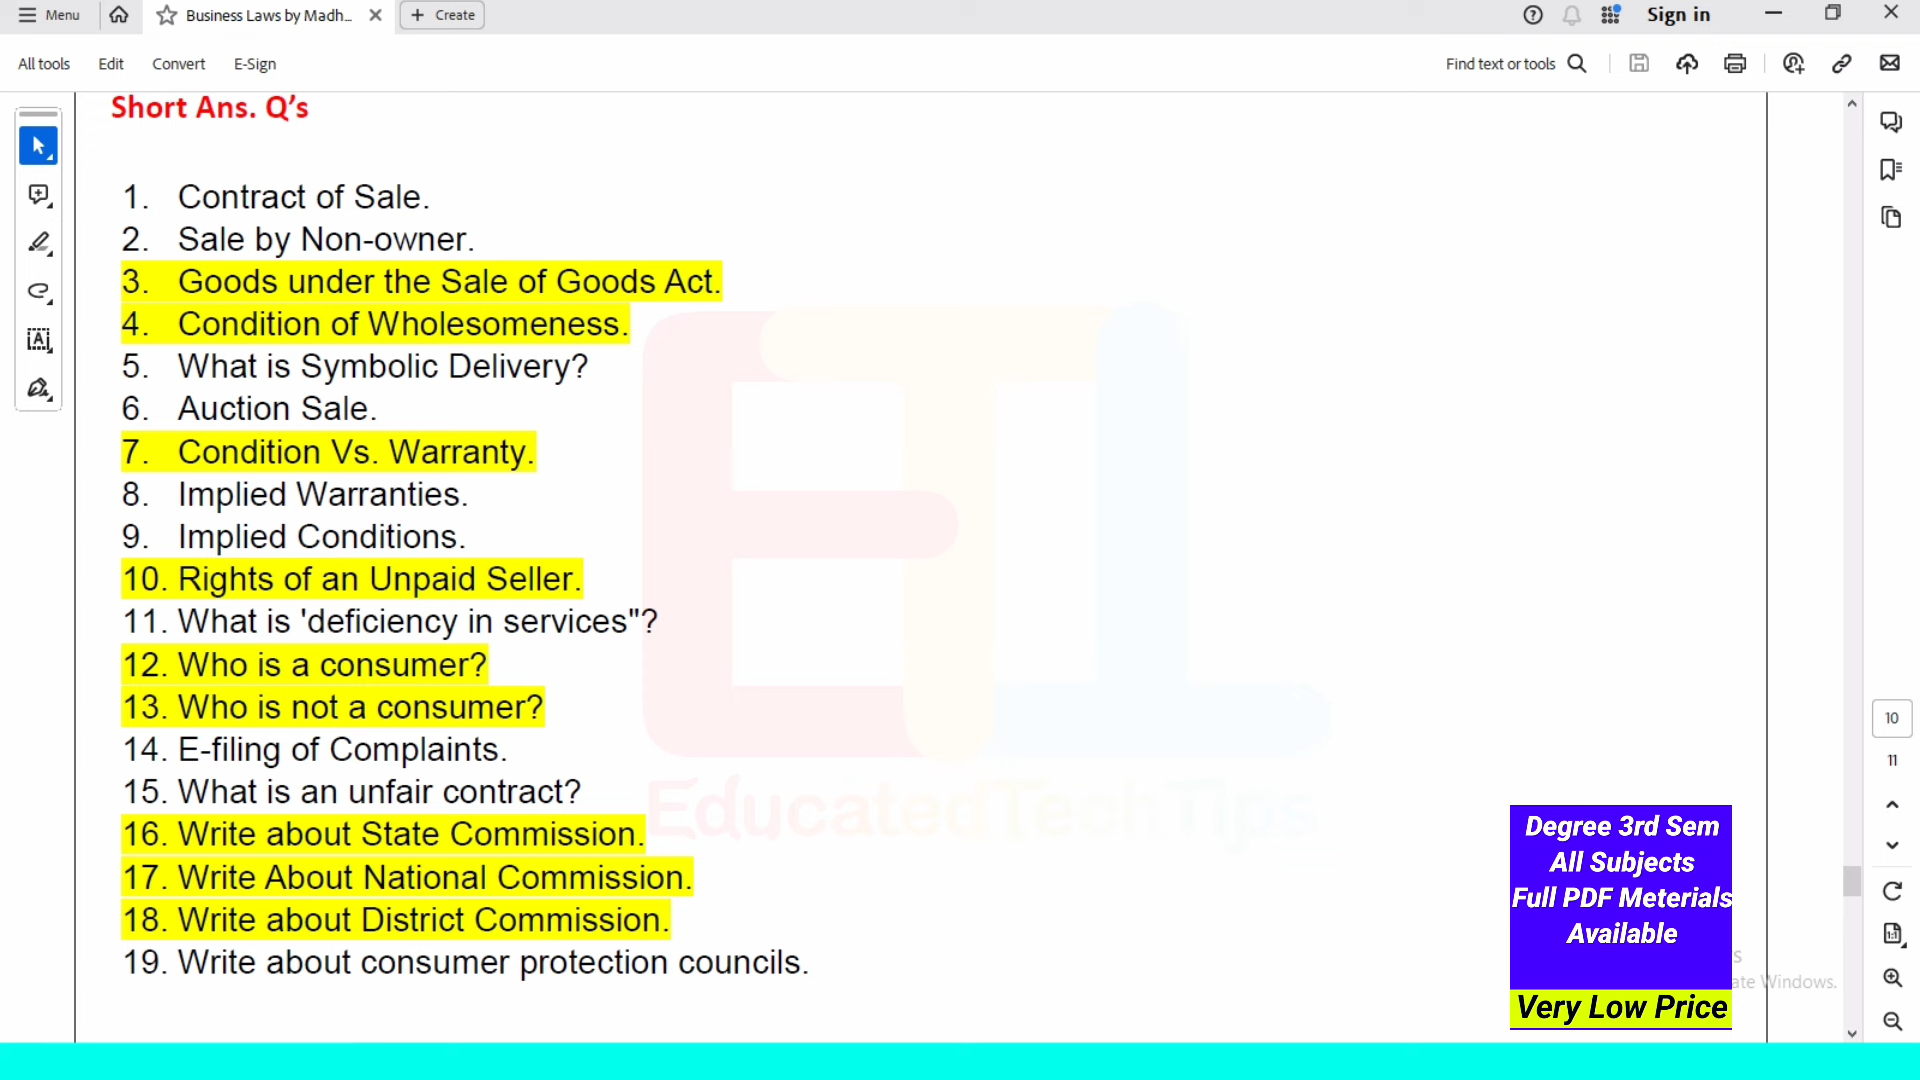 Menu
Business Laws by Madh...
Create
Sign in
All tools
Edit
Convert
E-Sign
Find text or tools
Short Ans. Q's
1. Contract of Sale.
2. Sale by Non-owner.
3. Goods under the Sale of Goods Act.
4. Condition of Wholesomeness.
5. What is Symbolic Delivery?
6. Auction Sale.
7. Condition Vs. Warranty.
8. Implied Warranties.
9. Implied Conditions.
10. Rights of an Unpaid Seller.
11. What is 'deficiency in services"?
12. Who is a consumer?
13. Who is not a consumer?
14. E-filing of Complaints.
15. What is an unfair contract?
16. Write about State Commission.
17. Write About National Commission.
18. Write about District Commission.
19. Write about consumer protection councils.
ETT
EducatedTechTips
10
11
Degree 3rd Sem
All Subjects
Full PDF Meterials
Available
Very Low Price
s
ate Windows.